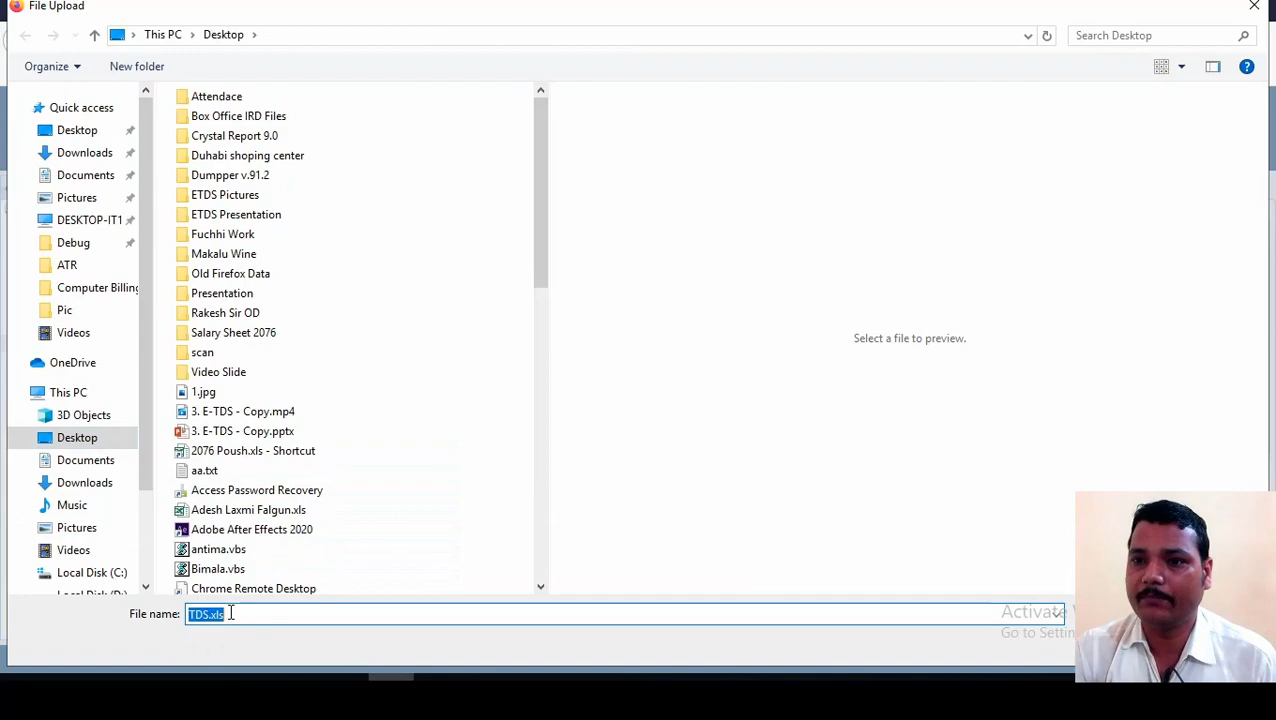 File Upload
This PC
Desktop
Search Desktop
Organize
New folder
Quick access
Desktop
Downloads
Documents
Pictures
DESKTOP-IT1
Debug
ATR
Computer Billing
Pic
Videos
OneDrive
This PC
3D Objects
Desktop
Documents
Downloads
Music
Pictures
Videos
Local Disk (C:)
Attendace
Box Office IRD Files
Crystal Report 9.0
Duhabi shoping center
Dumpper v.91.2
ETDS Pictures
ETDS Presentation
Fuchhi Work
Makalu Wine
Old Firefox Data
Presentation
Rakesh Sir OD
Salary Sheet 2076
scan
Video Slide
1.jpg
3. E-TDS - Copy.mp4
3. E-TDS - Copy.pptx
2076 Poush.xls - Shortcut
aa.txt
Access Password Recovery
Adesh Laxmi Falgun.xls
Adobe After Effects 2020
antima.vbs
Bimala.vbs
Chrome Remote Desktop
Select a file to preview.
File name: TDS.xls
Activate
Go to